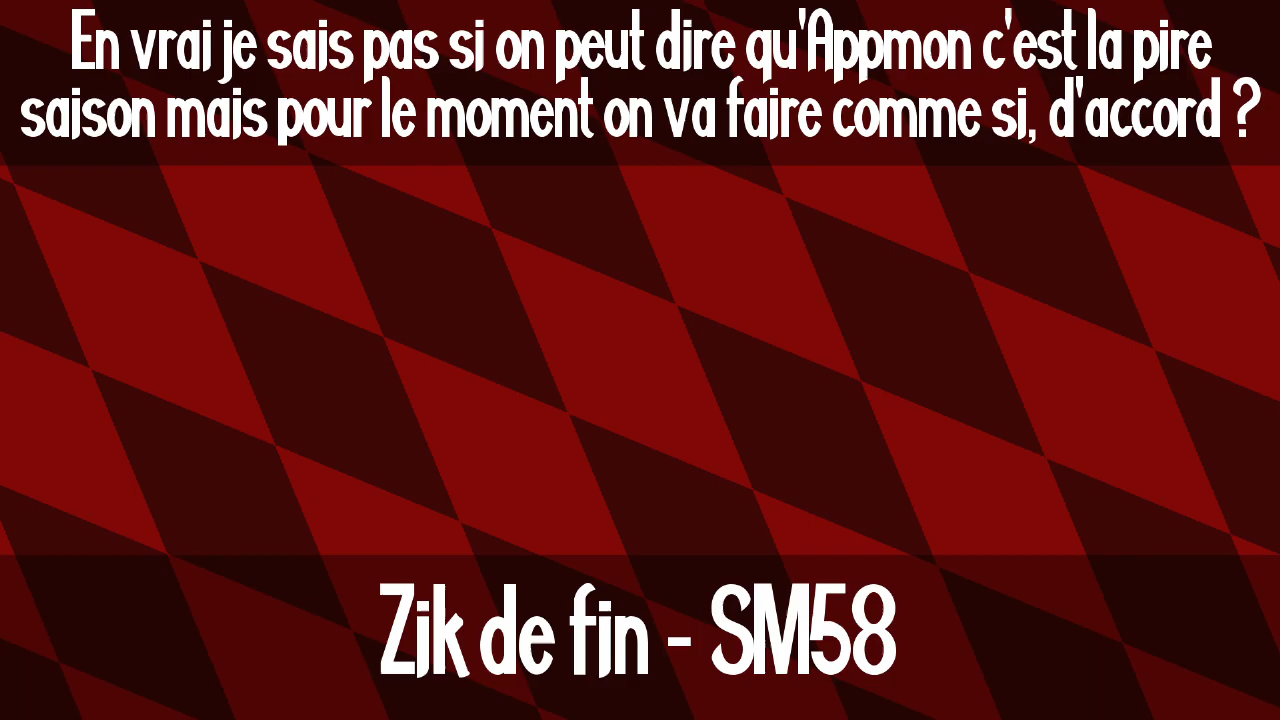 En vrai je sais pas si on peut dire qu'Appmon c'est la pire
saison mais pour le moment on va faire comme si, d'accord ?
Zik de fin - SM58